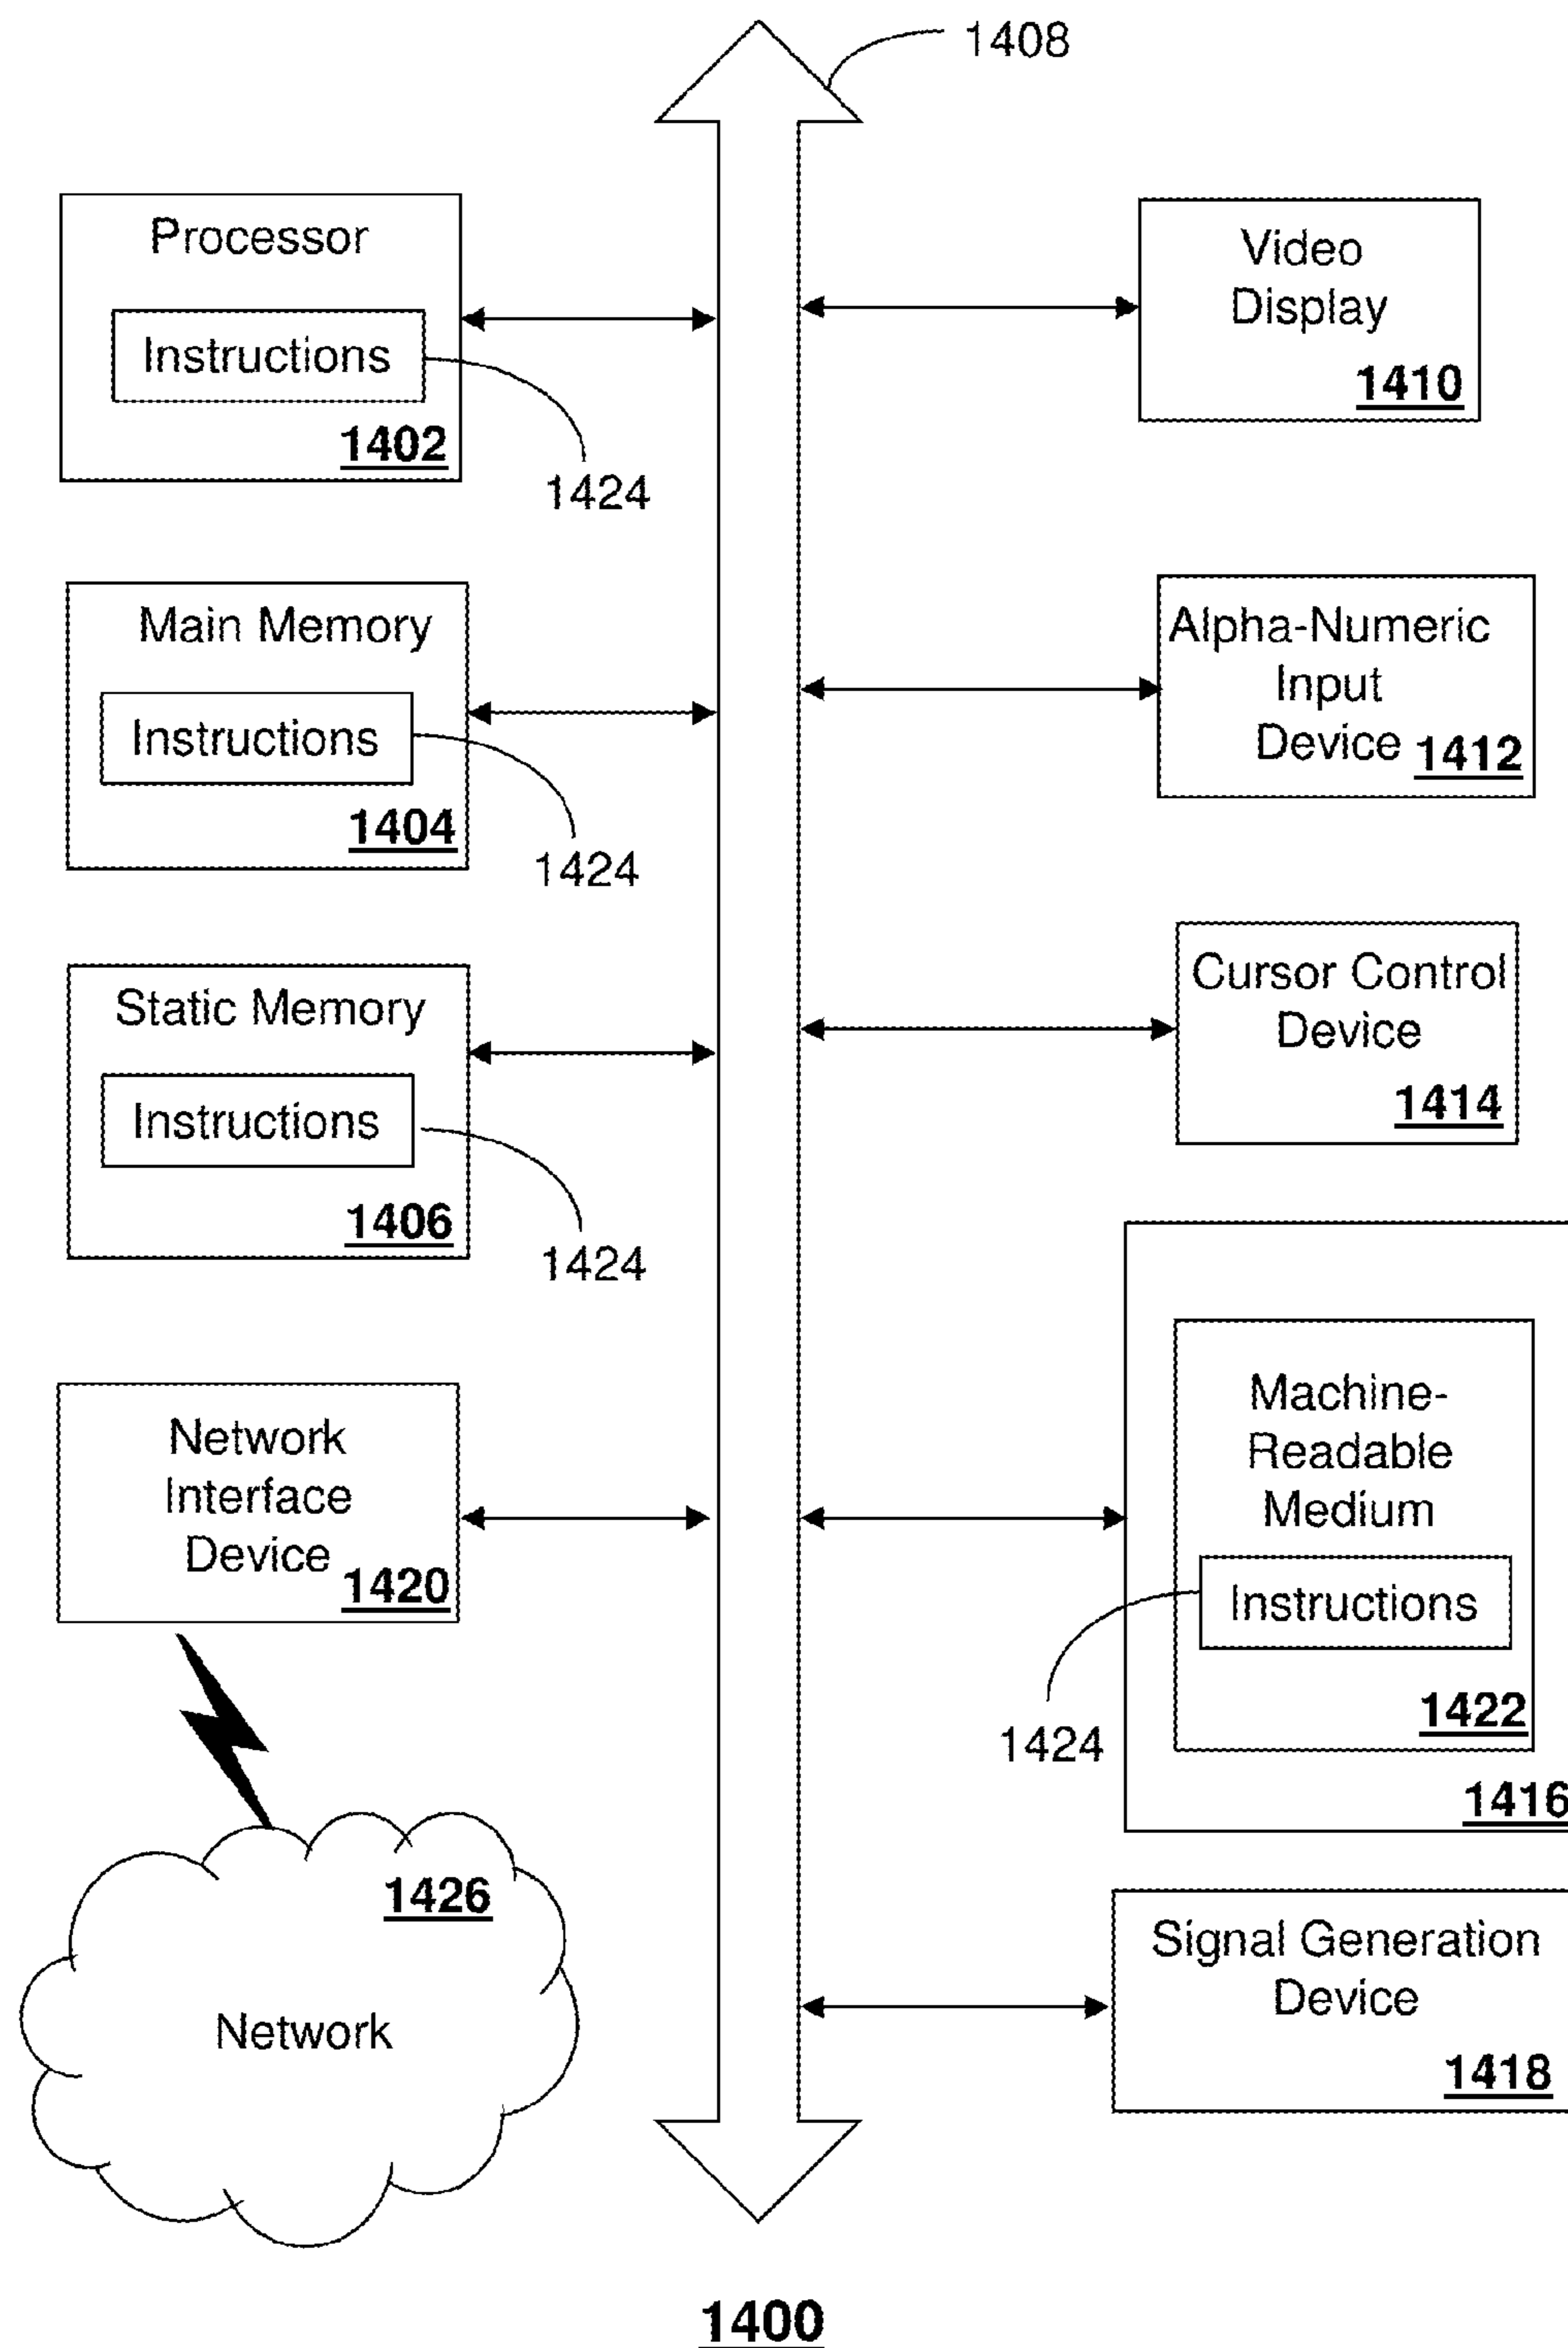 1408
Processor
Instructions
1402
1424
Main Memory
Instructions
1404
1424
Static Memory
Instructions
1406
1424
Network
Interface
Device
1420
1426
Network
Video
Display
1410
Alpha-Numeric
Input
Device 1412
Cursor Control
Device
1414
Machine-
Readable
Medium
Instructions
1424
1422
1416
Signal Generation
Device
1418
1400